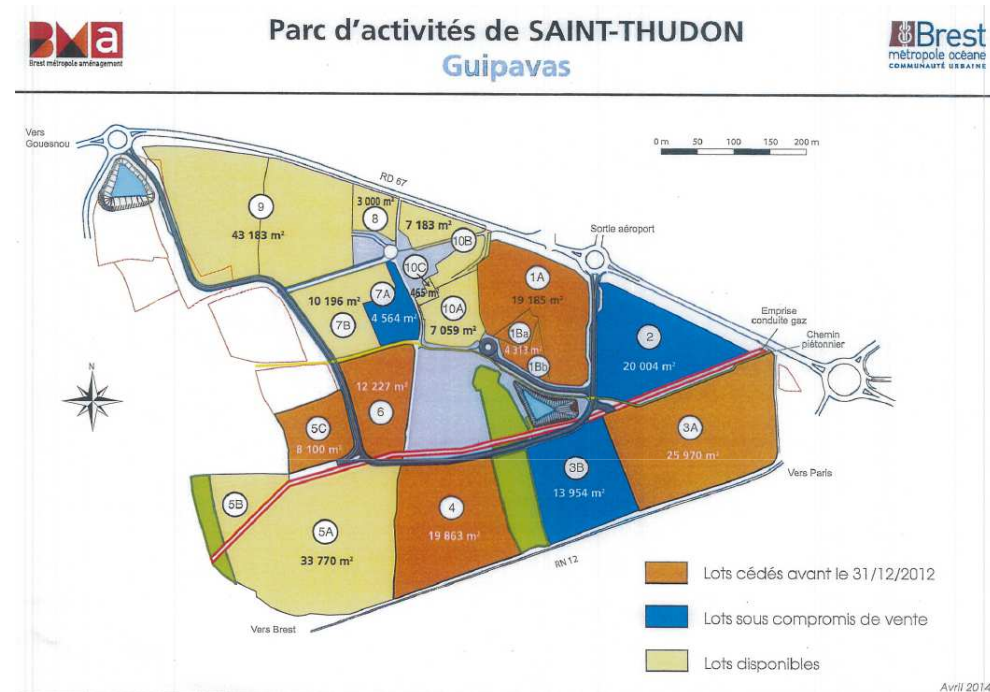 BMa
Brest métropole aménagement
Parc d'activités de SAINT-THUDON
Guipavas
Brest
métropole océane
COMMUNAUTÉ URBAINE
Vers
Gouesnou
0 m 50 100 150 200 m
RD 67
Sortie aéroport
9
43 183 m²
3 000 m²
8
7 183 m²
10B
10C
465 m²
1A
19 185 m²
10 196 m²
7A
4 564 m²
7B
10A
7 059 m²
1Ba
4 313 m²
1Bb
2
20 004 m²
Emprise
conduite gaz
Chemin
piétonnier
N
12 227 m²
6
5C
8 100 m²
3A
25 970 m²
3B
13 954 m²
Vers Paris
5B
5A
33 770 m²
4
19 863 m²
RN 12
Vers Brest
Lots cédés avant le 31/12/2012
Lots sous compromis de vente
Lots disponibles
Avril 2014